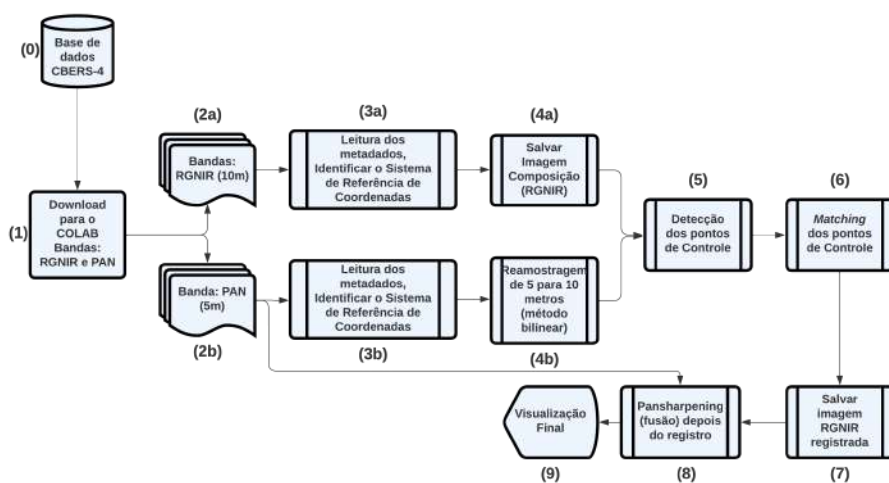 (0)
Base de
dados
CBERS-4
(1)
Download
para o
COLAB
Bandas:
RGNIR e PAN
(2a)
Bandas:
RGNIR (10m)
(3a)
Leitura dos
metadados,
Identificar o Sistema
de Referência de
Coordenadas
(4a)
Salvar
Imagem
Composição
(RGNIR)
Banda: PAN
(5m)
(2b)
Leitura dos
metadados,
Identificar o Sistema
de Referência de
Coordenadas
(3b)
Reamostragem
de 5 para 10
metros
(método
bilinear)
(4b)
(5)
Detecção
dos pontos
de Controle
(6)
Matching
dos pontos
de Controle
Salvar
imagem
RGNIR
registrada
(7)
Pansharpening
(fusão) depois
do registro
(8)
Visualização
Final
(9)